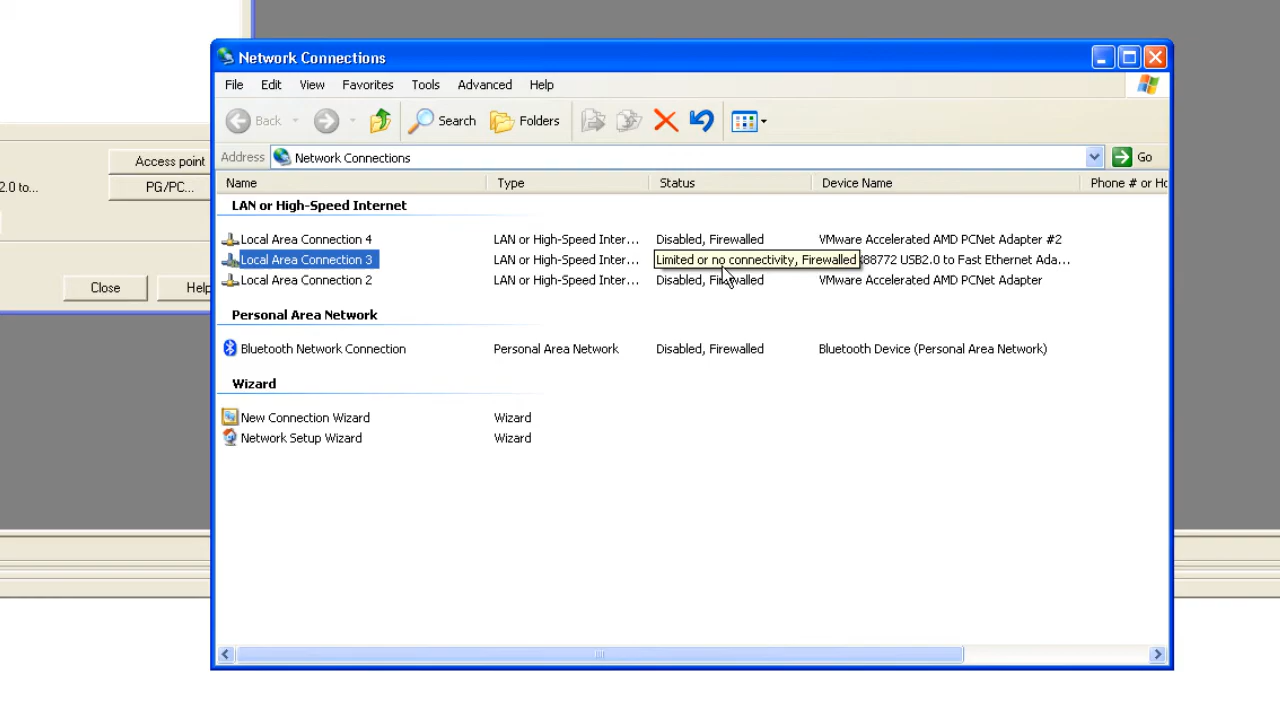 Network Connections
File Edit View Favorites Tools Advanced Help
Back Search Folders
Address Network Connections Go
Access point
2.0 to... PG/PC...
Name Type Status Device Name Phone # or Ho
LAN or High-Speed Internet
Local Area Connection 4 LAN or High-Speed Inter... Disabled, Firewalled VMware Accelerated AMD PCNet Adapter #2
Local Area Connection 3 LAN or High-Speed Inter... Limited or no connectivity, Firewalled 88772 USB2.0 to Fast Ethernet Ada...
Local Area Connection 2 LAN or High-Speed Inter... Disabled, Firewalled VMware Accelerated AMD PCNet Adapter
Close Help
Personal Area Network
Bluetooth Network Connection Personal Area Network Disabled, Firewalled Bluetooth Device (Personal Area Network)
Wizard
New Connection Wizard Wizard
Network Setup Wizard Wizard